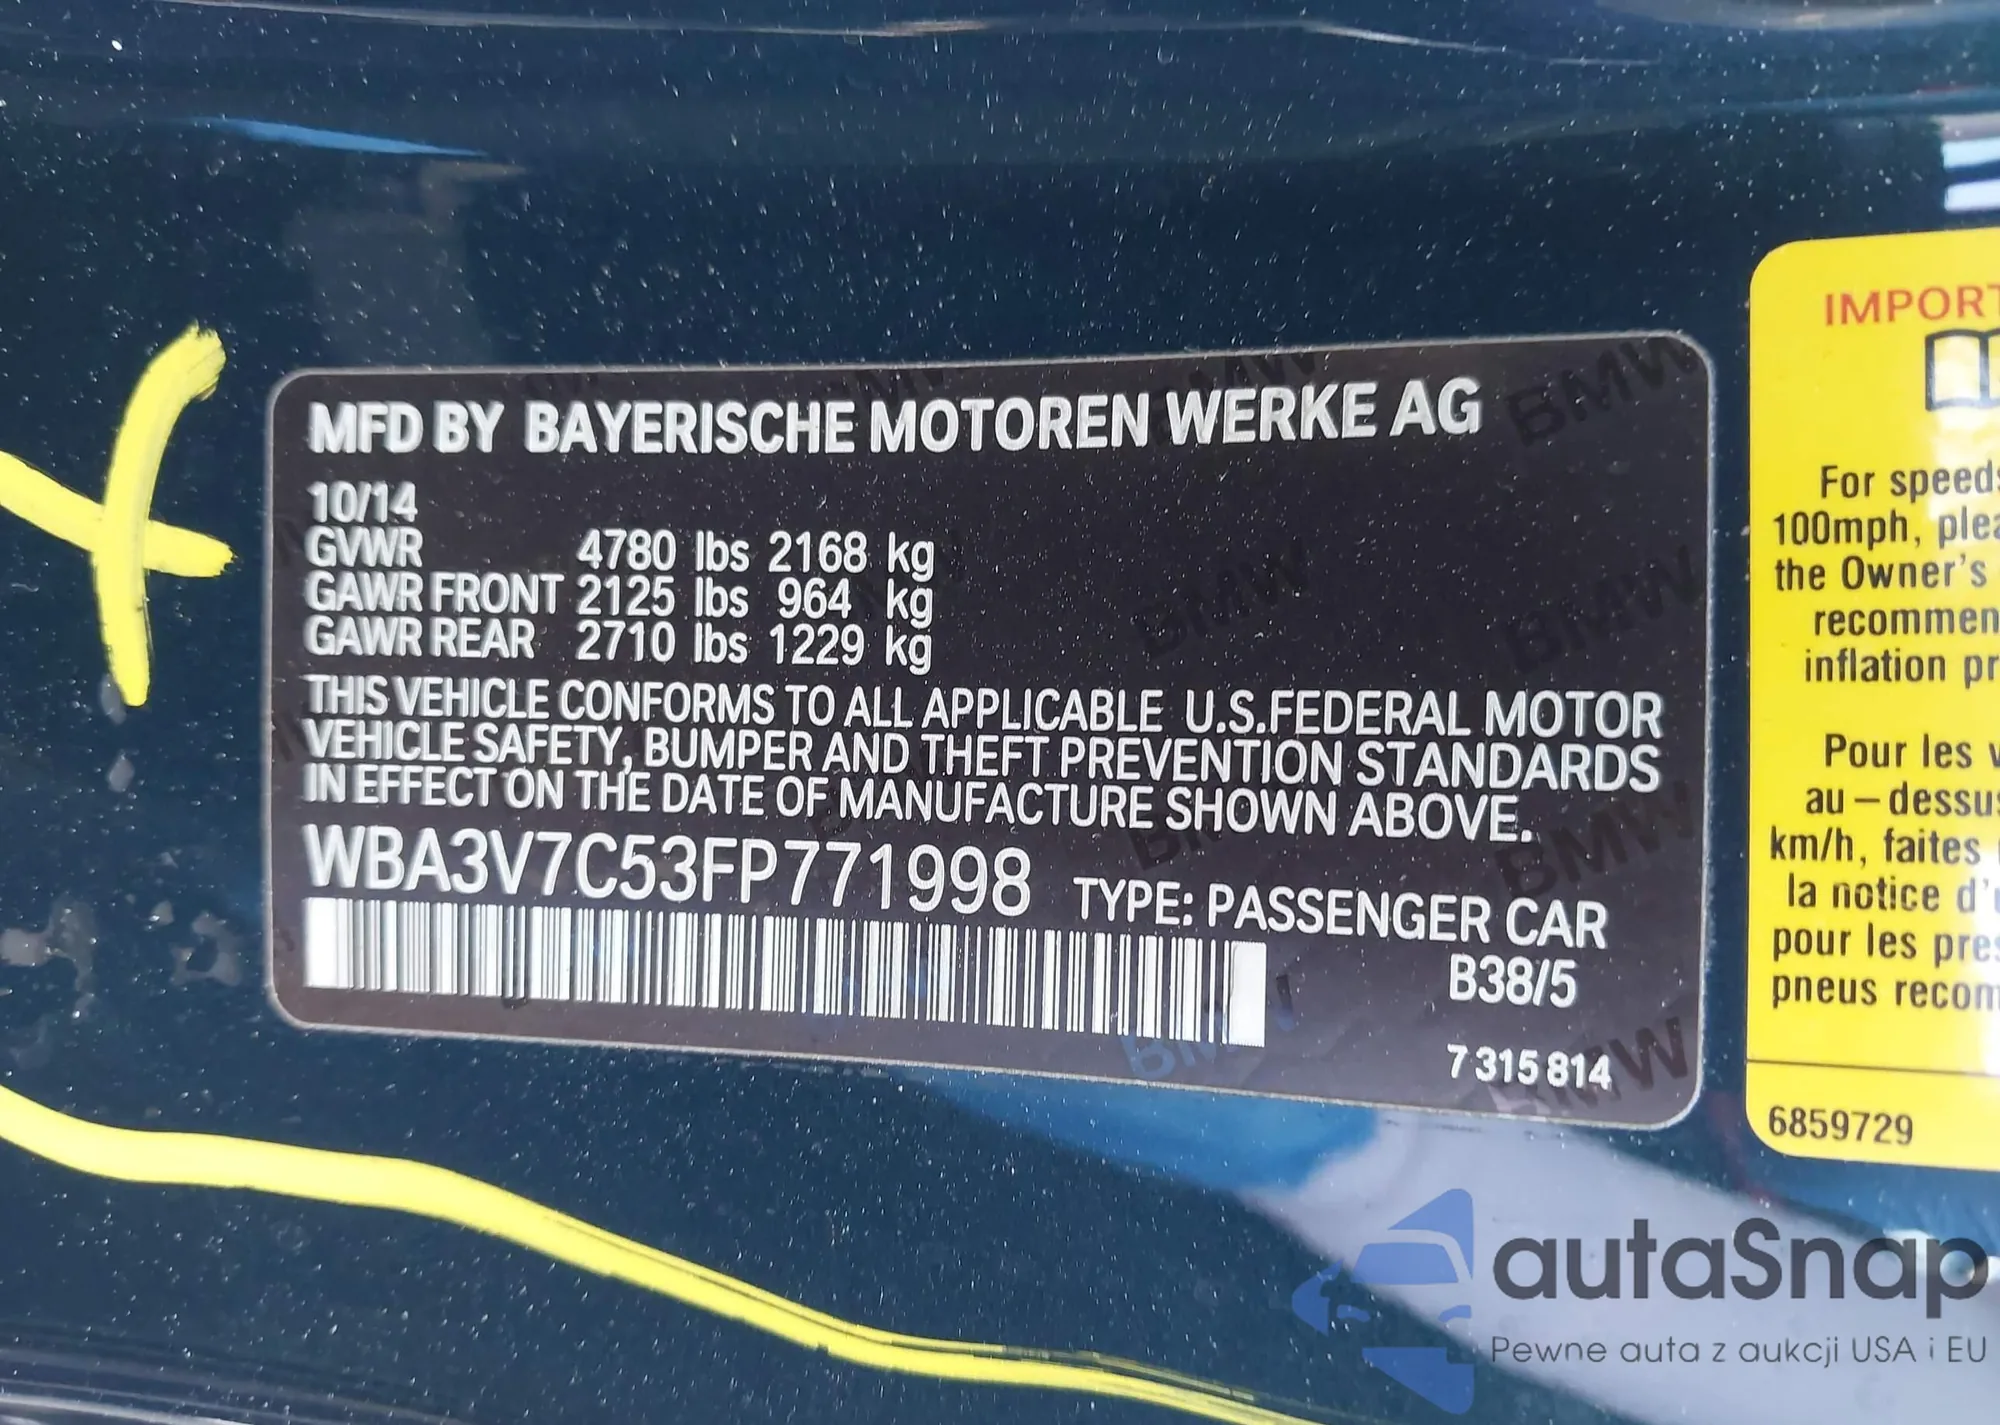 MFD BY BAYERISCHE MOTOREN WERKE AG
10/14
GVWR 4780 lbs 2168 kg
GAWR FRONT 2125 lbs 964 kg
GAWR REAR 2710 lbs 1229 kg
THIS VEHICLE CONFORMS TO ALL APPLICABLE U.S.FEDERAL MOTOR
VEHICLE SAFETY, BUMPER AND THEFT PREVENTION STANDARDS
IN EFFECT ON THE DATE OF MANUFACTURE SHOWN ABOVE.
WBA3V7C53FP771998 TYPE: PASSENGER CAR
B38/5
7 315 814
IMPORT
For speeds
100mph, plea
the Owner's
recommen
inflation pr
Pour les v
au – dessus
km/h, faites
la notice d'
pour les pres
pneus recom
6859729
autaSnap
Pewne auta z aukcji USA i EU